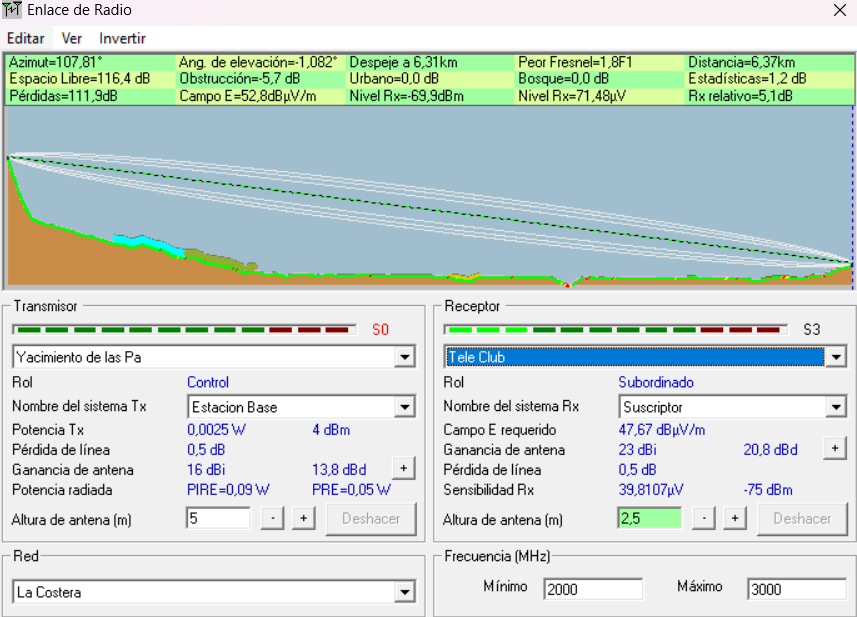 Enlace de Radio
Editar Ver Invertir
Azimut=107,81° Ang. de elevación=-1,082° Despeje a 6,31km Peor Fresnel=1,8F1 Distancia=6,37km
Espacio Libre=116,4 dB Obstrucción=-5,7 dB Urbano=0,0 dB Bosque=0,0 dB Estadísticas=1,2 dB
Pérdidas=111,9dB Campo E=52,8dBµV/m Nivel Rx=-69,9dBm Nivel Rx=71,48µV Rx relativo=5,1dB
Transmisor
S0
Yacimiento de las Pa
Rol Control
Nombre del sistema Tx Estacion Base
Potencia Tx 0,0025 W 4 dBm
Pérdida de línea 0,5 dB
Ganancia de antena 16 dBi 13,8 dBd +
Potencia radiada PIRE=0,09 W PRE=0,05 W
Altura de antena (m) 5 - + Deshacer
Receptor
S3
Tele Club
Rol Subordinado
Nombre del sistema Rx Suscriptor
Campo E requerido 47,67 dBµV/m
Ganancia de antena 23 dBi 20,8 dBd +
Pérdida de línea 0,5 dB
Sensibilidad Rx 39,8107µV -75 dBm
Altura de antena (m) 2,5 - + Deshacer
Red
La Costera
Frecuencia (MHz)
Mínimo 2000 Máximo 3000